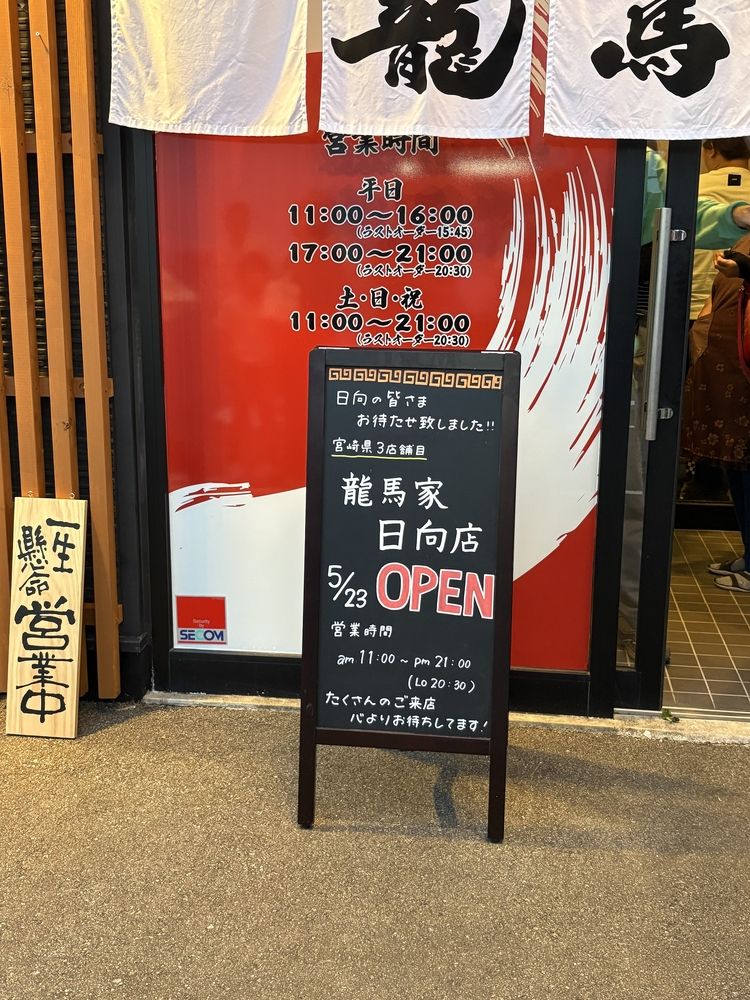 龍馬
営業時間
平日
11:00～16:00
(ラストオーダー15:45)
17:00～21:00
(ラストオーダー20:30)
土・日・祝
11:00～21:00
(ラストオーダー20:30)
日向の皆さま
お待たせ致しました!!
宮崎県3店舗目
龍馬家
日向店
5/23 OPEN
営業時間
am 11:00 ~ pm 21:00
(Lo 20:30)
たくさんのご来店
心よりお待ちしてます!
一生
懸命
営業中
Security
by
SECOM